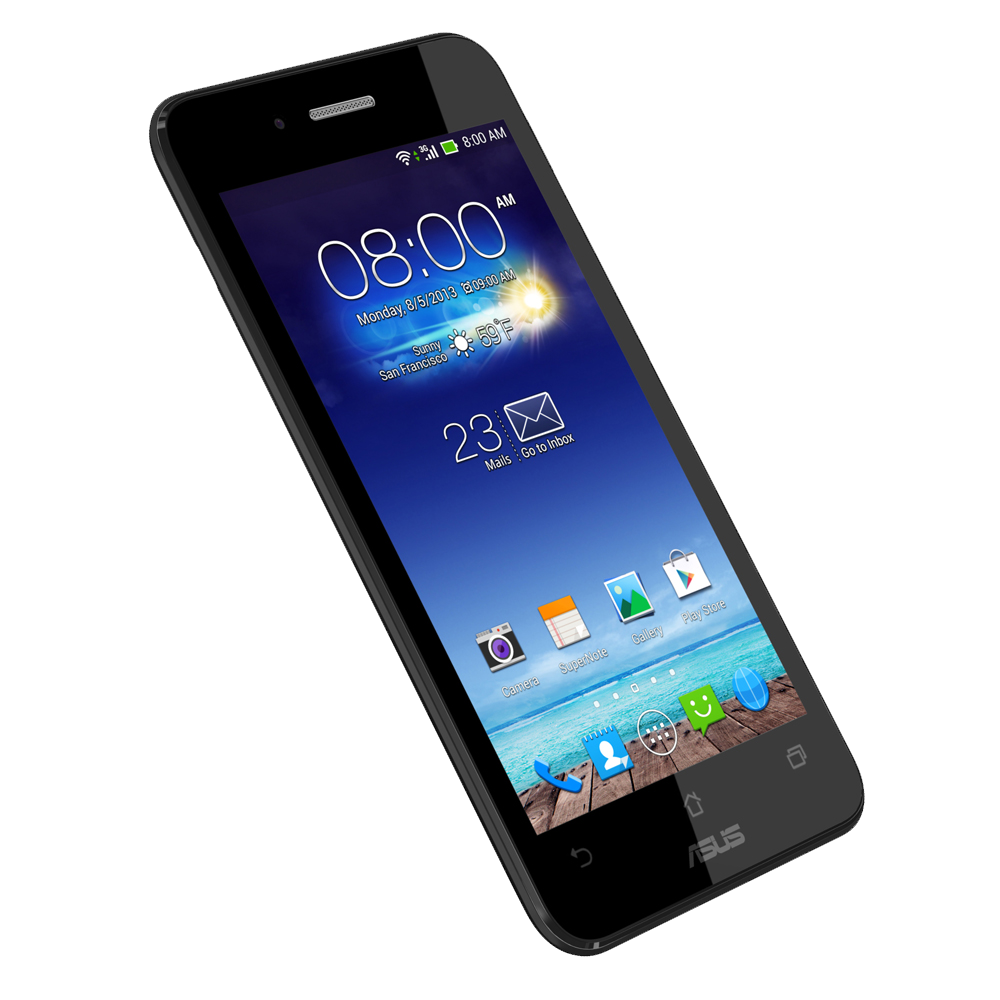 3G 8:00 AM
08:00 AM
Monday, 8/5/2013 09:00 AM
Sunny
San Francisco
59°F
23
Mails
Go to Inbox
Camera
SuperNote
Gallery
Play Store
ASUS